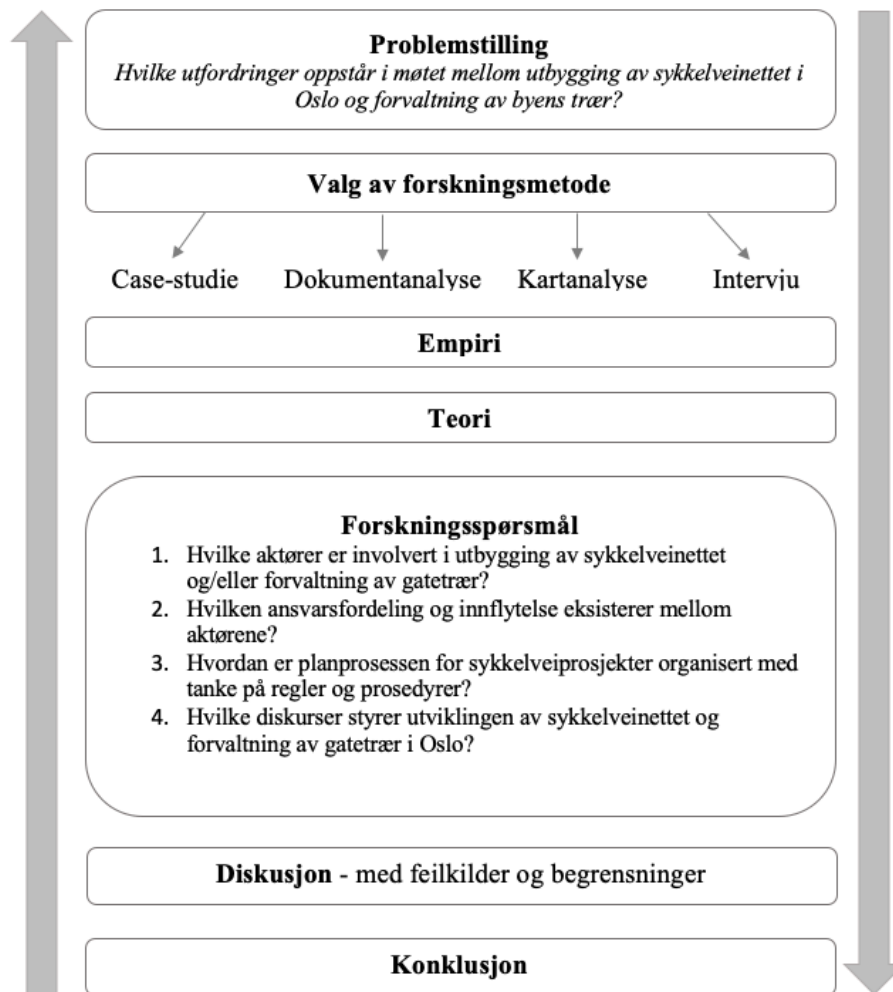 Problemstilling
Hvilke utfordringer oppstår i møtet mellom utbygging av sykkelveinettet i
Oslo og forvaltning av byens trær?
Valg av forskningsmetode
Case-studie Dokumentanalyse Kartanalyse Intervju
Empiri
Teori
Forskningsspørsmål
1. Hvilke aktører er involvert i utbygging av sykkelveinettet
og/eller forvaltning av gatetrær?
2. Hvilken ansvarsfordeling og innflytelse eksisterer mellom
aktørene?
3. Hvordan er planprosessen for sykkelveiprosjekter organisert med
tanke på regler og prosedyrer?
4. Hvilke diskurser styrer utviklingen av sykkelveinettet og
forvaltning av gatetrær i Oslo?
Diskusjon - med feilkilder og begrensninger
Konklusjon